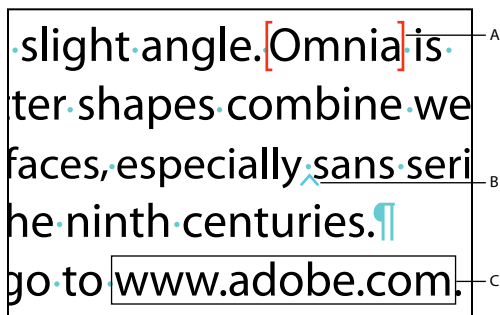 slight angle. [Omnia] is
A
tter shapes combine we
faces, especially sans seri
B
he ninth centuries.¶
go to www.adobe.com.
C